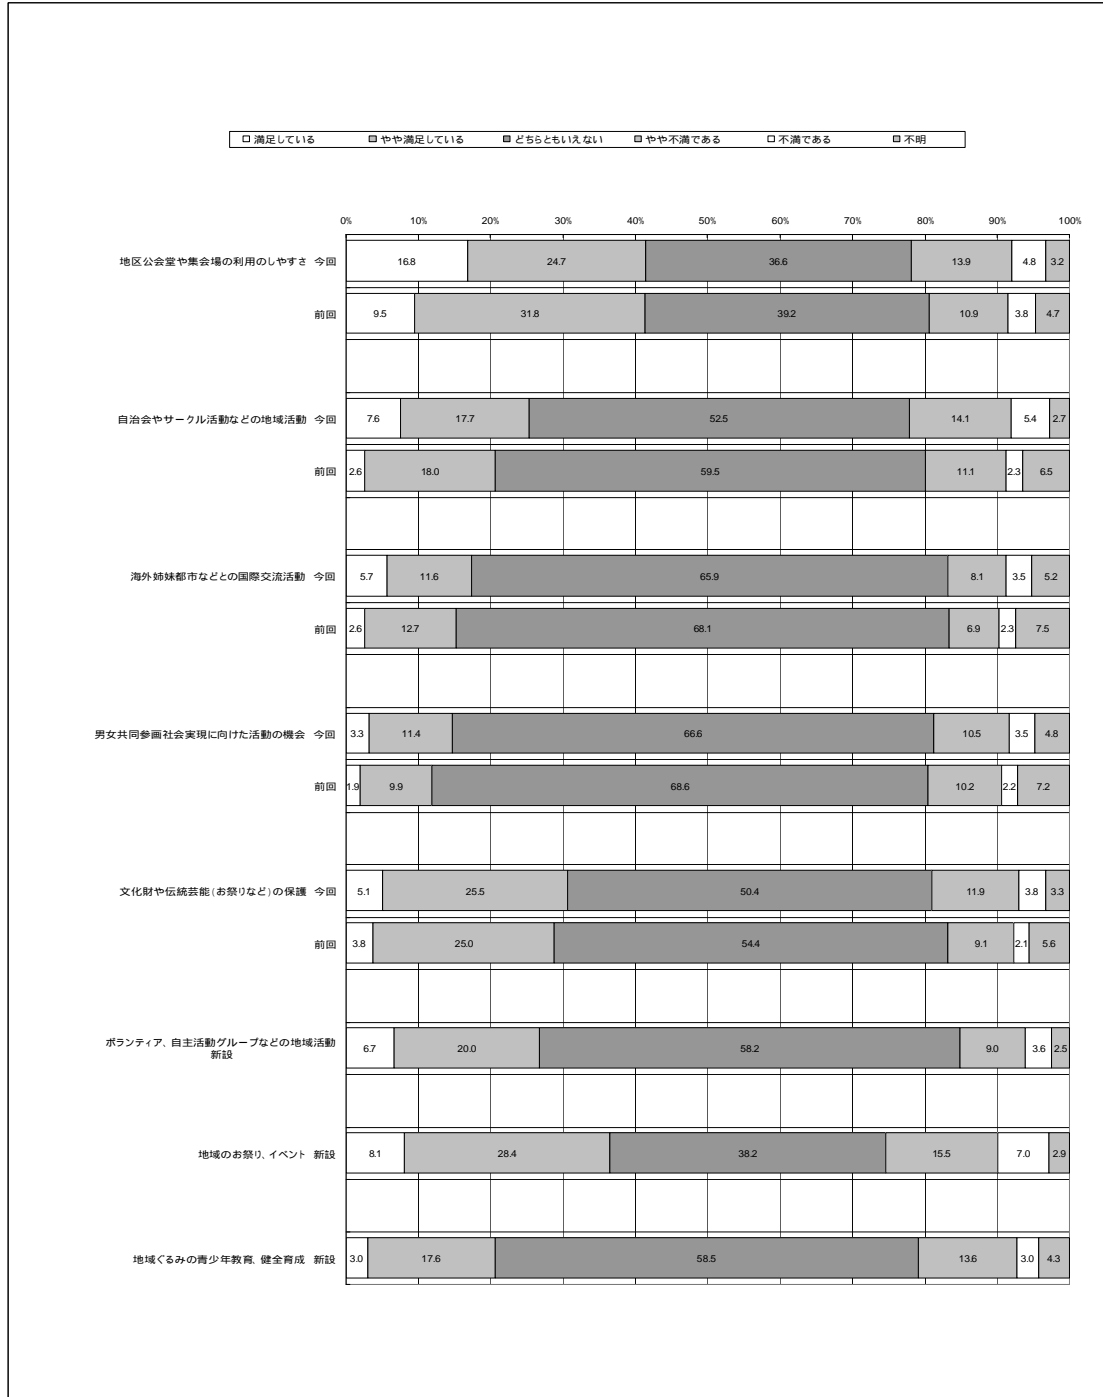 満足している やや満足している どちらともいえない やや不満である 不満である 不明
0% 10% 20% 30% 40% 50% 60% 70% 80% 90% 100%
地区公会堂や集会場の利用のしやすさ 今回 16.8 24.7 36.6 13.9 4.8 3.2
前回 9.5 31.8 39.2 10.9 3.8 4.7
自治会やサークル活動などの地域活動 今回 7.6 17.7 52.5 14.1 5.4 2.7
前回 2.6 18.0 59.5 11.1 2.3 6.5
海外姉妹都市などとの国際交流活動 今回 5.7 11.6 65.9 8.1 3.5 5.2
前回 2.6 12.7 68.1 6.9 2.3 7.5
男女共同参画社会実現に向けた活動の機会 今回 3.3 11.4 66.6 10.5 3.5 4.8
前回 1.9 9.9 68.6 10.2 2.2 7.2
文化財や伝統芸能(お祭りなど)の保護 今回 5.1 25.5 50.4 11.9 3.8 3.3
前回 3.8 25.0 54.4 9.1 2.1 5.6
ボランティア、自主活動グループなどの地域活動
新設 6.7 20.0 58.2 9.0 3.6 2.5
地域のお祭り、イベント 新設 8.1 28.4 38.2 15.5 7.0 2.9
地域ぐるみの青少年教育、健全育成 新設 3.0 17.6 58.5 13.6 3.0 4.3